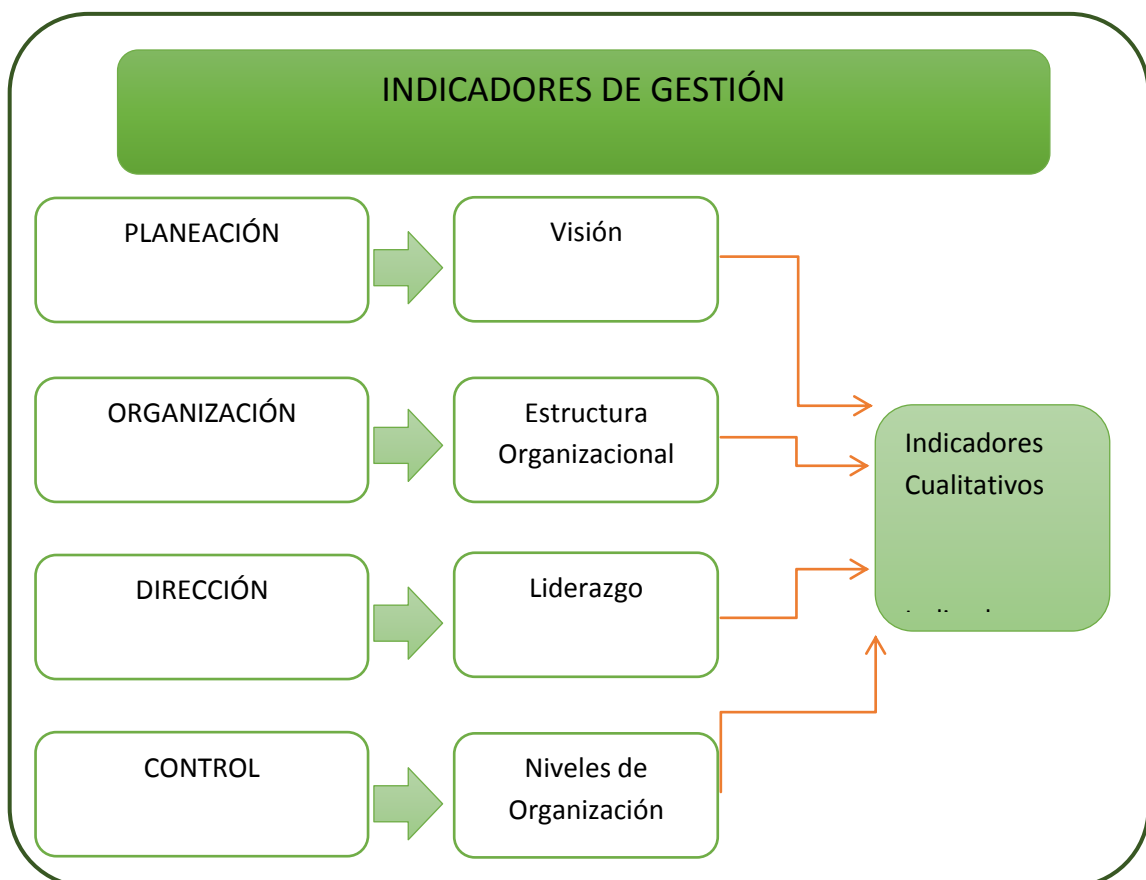 INDICADORES DE GESTIÓN
PLANEACIÓN
Visión
ORGANIZACIÓN
Estructura
Organizacional
Indicadores
Cualitativos
DIRECCIÓN
Liderazgo
CONTROL
Niveles de
Organización